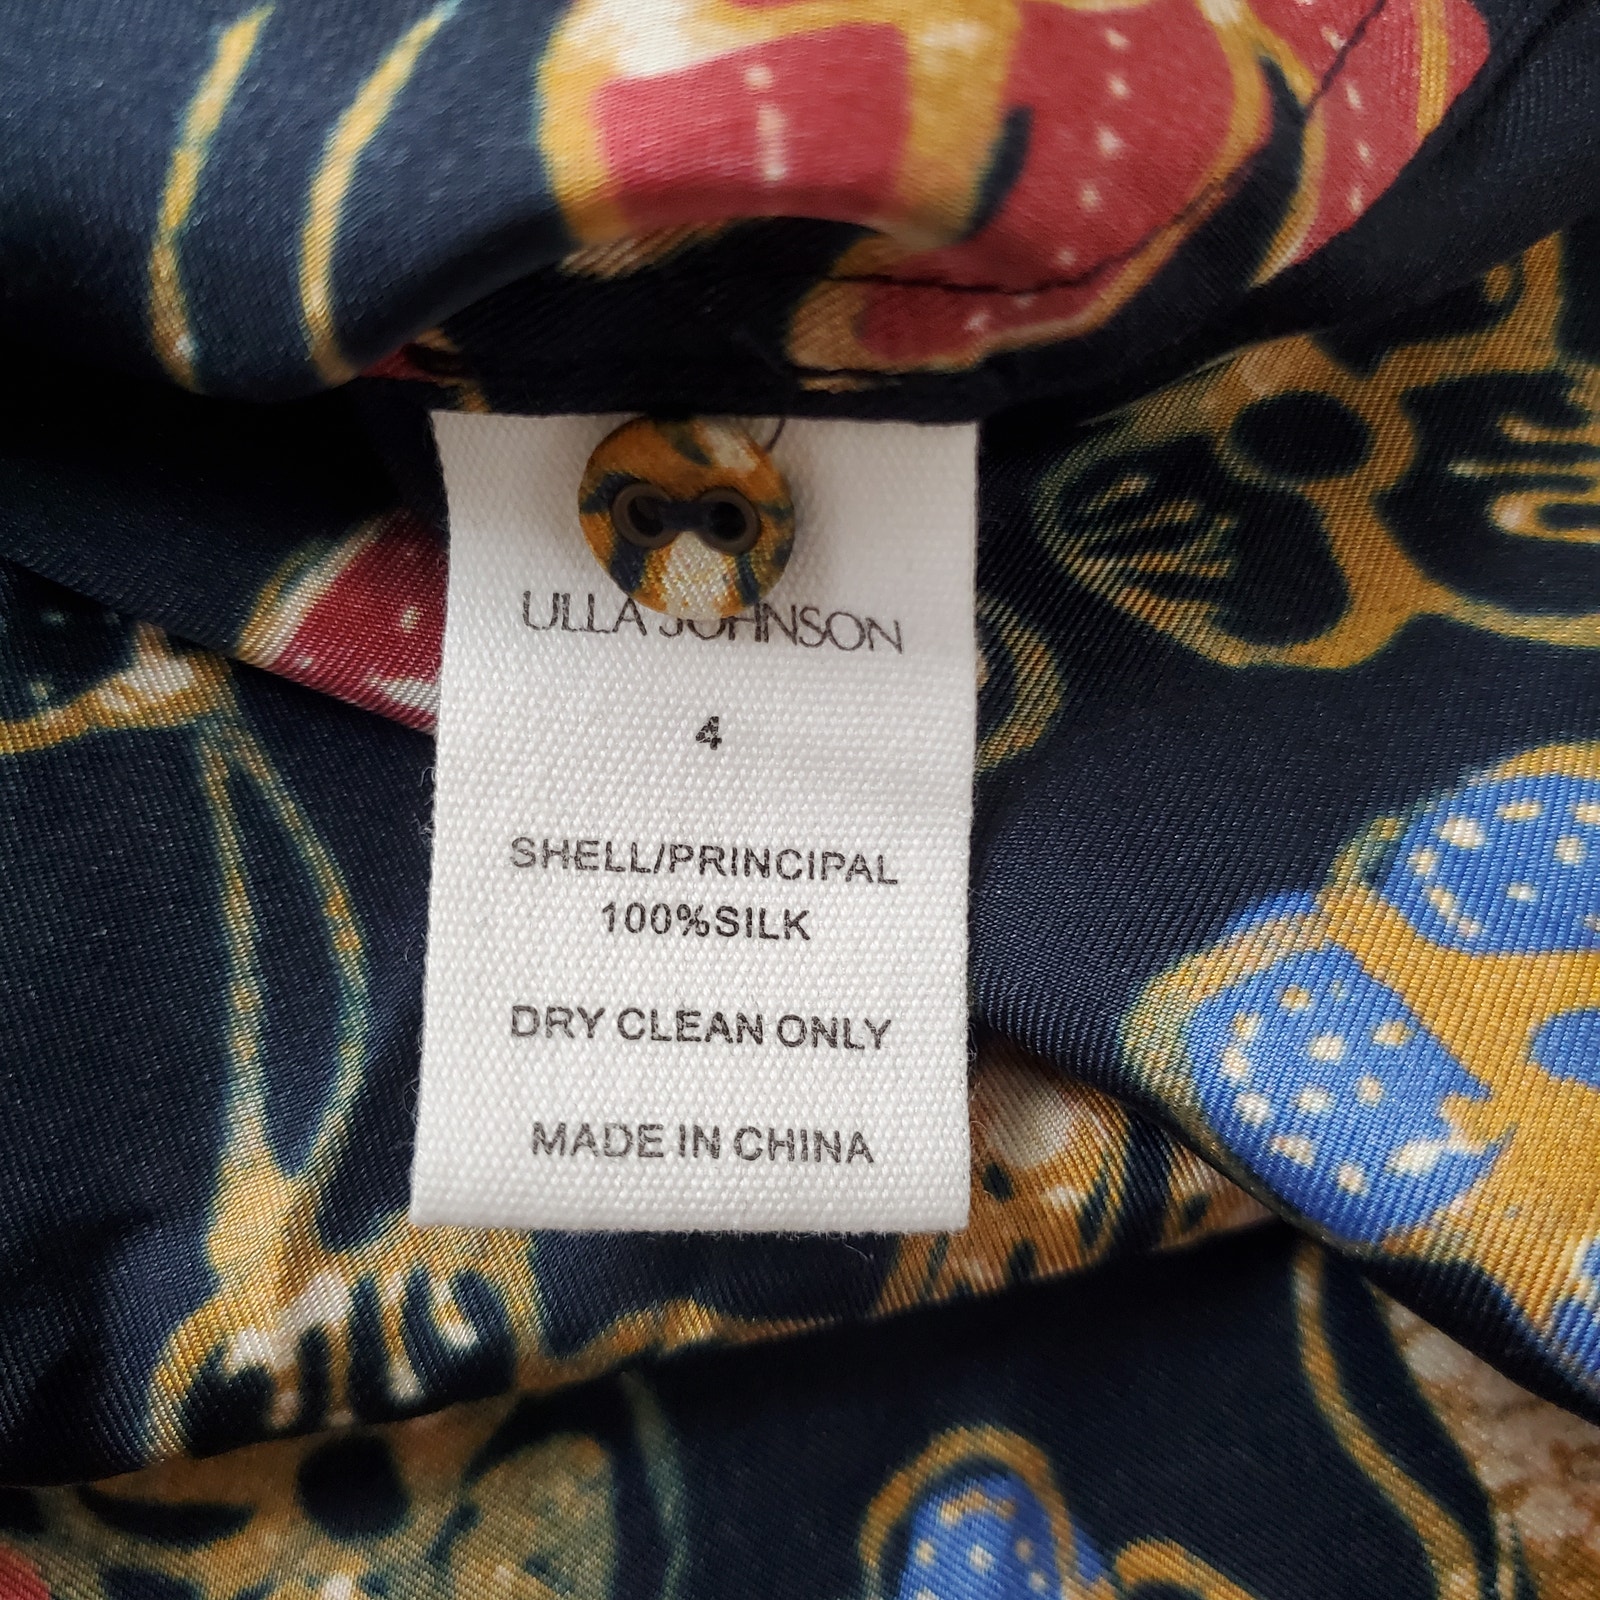 ULLA JOHNSON
4
SHELL/PRINCIPAL
100%SILK
DRY CLEAN ONLY
MADE IN CHINA